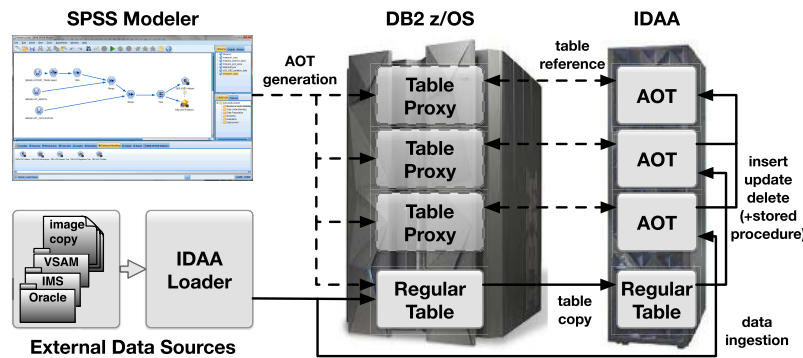 SPSS Modeler
DB2 z/OS
IDAA
AOT
generation
table
reference
Table
Proxy
AOT
Table
Proxy
AOT
Table
Proxy
AOT
insert
update
delete
(+stored
procedure)
image
copy
VSAM
IMS
Oracle
IDAA
Loader
Regular
Table
table
copy
Regular
Table
data
ingestion
External Data Sources